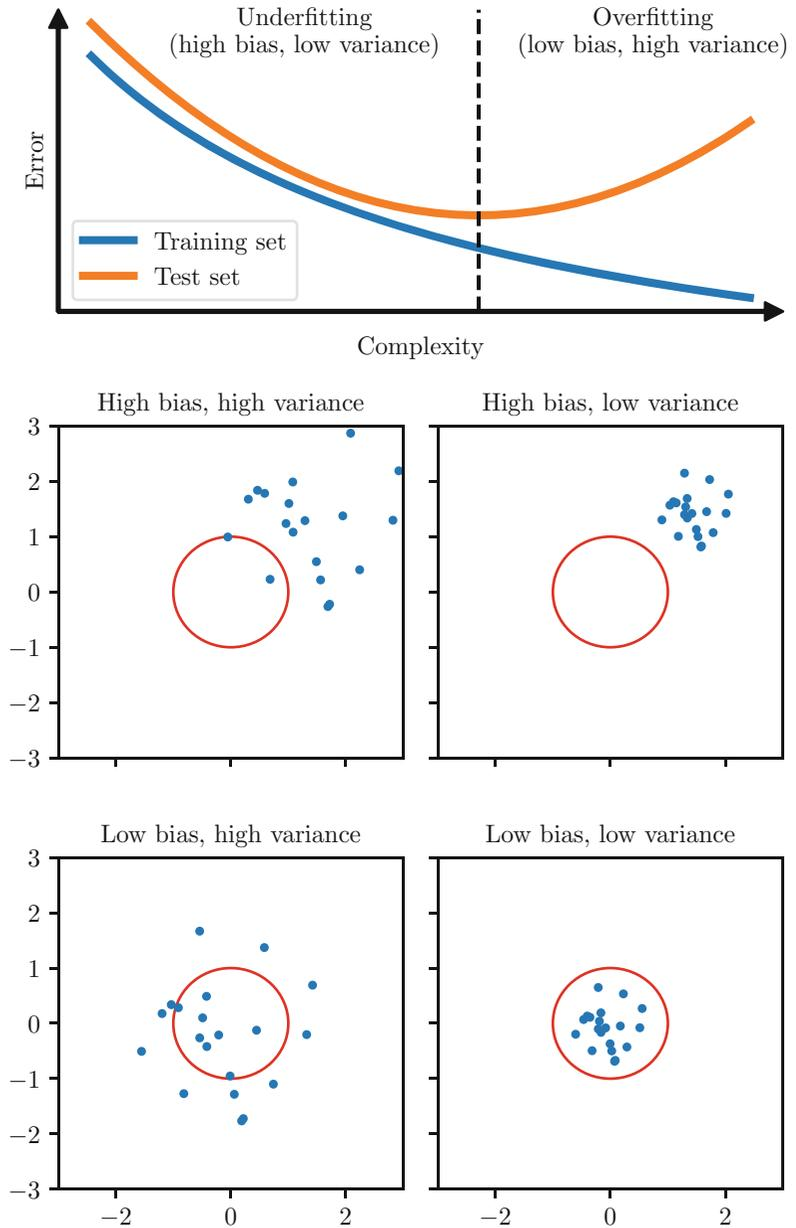 Underfitting
(high bias, low variance)
Overfitting
(low bias, high variance)
Error
Training set
Test set
Complexity
High bias, high variance
High bias, low variance
3
2
1
0
−1
−2
−3
Low bias, high variance
Low bias, low variance
3
2
1
0
−1
−2
−3
−2 0 2
−2 0 2